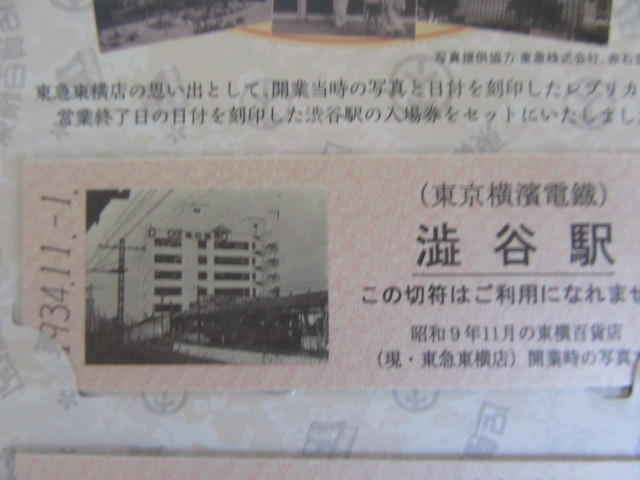 写真提供協力 東急株式会社、赤石
東急東横店の思い出として、開業当時の写真と日付を刻印したレプリカ
営業終了日の日付を刻印した渋谷駅の入場券をセットにいたしまし
1934.11.-1.
(東京横濱電鐵)
澁谷駅
この切符はご利用になれませ
昭和9年11月の東横百貨店
(現・東急東横店)開業時の写真